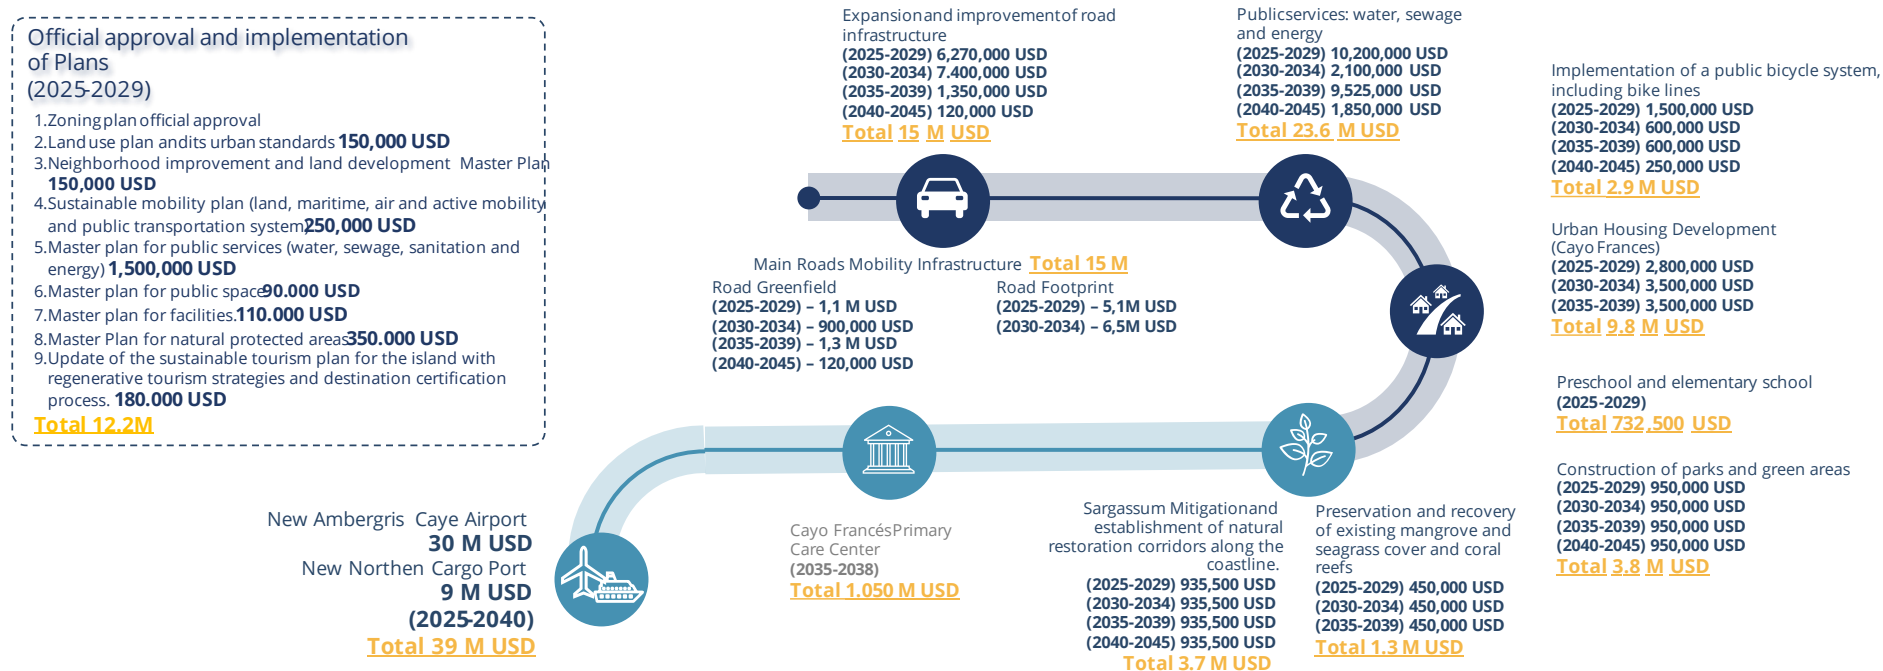 Official approval and implementation
of Plans
(2025-2029)
1.Zoning plan official approval
2.Land use plan and its urban standards 150,000 USD
3.Neighborhood improvement and land development Master Plan
150,000 USD
4.Sustainable mobility plan (land, maritime, air and active mobility
and public transportation system) 250,000 USD
5.Master plan for public services (water, sewage, sanitation and
energy) 1,500,000 USD
6.Master plan for public space 90.000 USD
7.Master plan for facilities. 110.000 USD
8.Master Plan for natural protected areas 350.000 USD
9.Update of the sustainable tourism plan for the island with
regenerative tourism strategies and destination certification
process. 180.000 USD
Total 12.2M
Expansion and improvement of road
infrastructure
(2025-2029) 6,270,000 USD
(2030-2034) 7.400,000 USD
(2035-2039) 1,350,000 USD
(2040-2045) 120,000 USD
Total 15 M USD
Public services: water, sewage
and energy
(2025-2029) 10,200,000 USD
(2030-2034) 2,100,000 USD
(2035-2039) 9,525,000 USD
(2040-2045) 1,850,000 USD
Total 23.6 M USD
Implementation of a public bicycle system,
including bike lines
(2025-2029) 1,500,000 USD
(2030-2034) 600,000 USD
(2035-2039) 600,000 USD
(2040-2045) 250,000 USD
Total 2.9 M USD
Urban Housing Development
(Cayo Frances)
(2025-2029) 2,800,000 USD
(2030-2034) 3,500,000 USD
(2035-2039) 3,500,000 USD
Total 9.8 M USD
Preschool and elementary school
(2025-2029)
Total 732,500 USD
Construction of parks and green areas
(2025-2029) 950,000 USD
(2030-2034) 950,000 USD
(2035-2039) 950,000 USD
(2040-2045) 950,000 USD
Total 3.8 M USD
Main Roads Mobility Infrastructure Total 15 M
Road Greenfield
(2025-2029) – 1,1 M USD
(2030-2034) – 900,000 USD
(2035-2039) – 1,3 M USD
(2040-2045) – 120,000 USD
Road Footprint
(2025-2029) – 5,1M USD
(2030-2034) – 6,5M USD
New Ambergris Caye Airport
30 M USD
New Northen Cargo Port
9 M USD
(2025-2040)
Total 39 M USD
Cayo Francés Primary
Care Center
(2035-2038)
Total 1.050 M USD
Sargassum Mitigation and
establishment of natural
restoration corridors along the
coastline.
(2025-2029) 935,500 USD
(2030-2034) 935,500 USD
(2035-2039) 935,500 USD
(2040-2045) 935,500 USD
Total 3.7 M USD
Preservation and recovery
of existing mangrove and
seagrass cover and coral
reefs
(2025-2029) 450,000 USD
(2030-2034) 450,000 USD
(2035-2039) 450,000 USD
Total 1.3 M USD